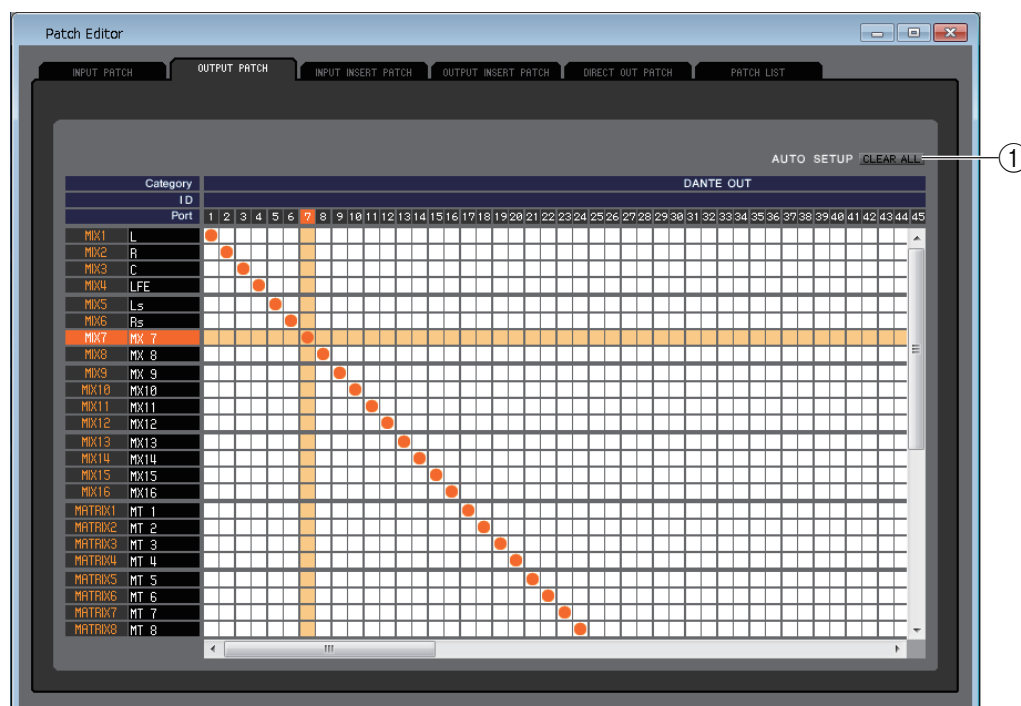 Patch Editor
INPUT PATCH OUTPUT PATCH INPUT INSERT PATCH OUTPUT INSERT PATCH DIRECT OUT PATCH PATCH LIST
AUTO SETUP CLEAR ALL 1
Category DANTE OUT
ID
Port 1 2 3 4 5 6 7 8 9 10 11 12 13 14 15 16 17 18 19 20 21 22 23 24 25 26 27 28 29 30 31 32 33 34 35 36 37 38 39 40 41 42 43 44 45
MIX1 L
MIX2 R
MIX3 C
MIX4 LFE
MIX5 Ls
MIX6 Rs
MIX7 MX 7
MIX8 MX 8
MIX9 MX 9
MIX10 MX10
MIX11 MX11
MIX12 MX12
MIX13 MX13
MIX14 MX14
MIX15 MX15
MIX16 MX16
MATRIX1 MT 1
MATRIX2 MT 2
MATRIX3 MT 3
MATRIX4 MT 4
MATRIX5 MT 5
MATRIX6 MT 6
MATRIX7 MT 7
MATRIX8 MT 8